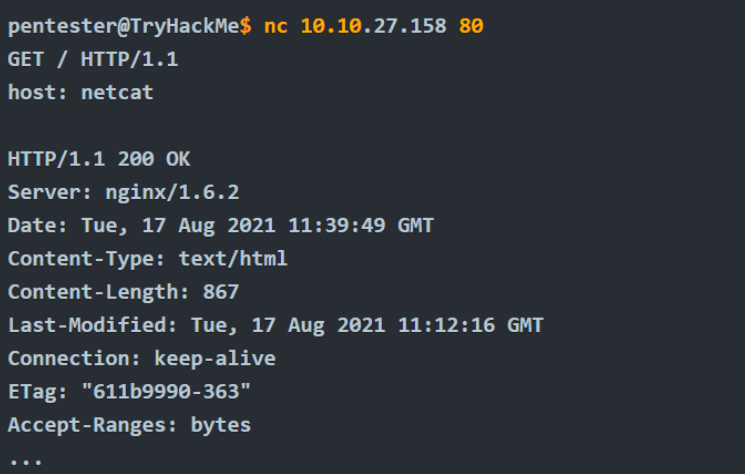 pentester@TryHackMe$ nc 10.10.27.158 80
GET / HTTP/1.1
host: netcat

HTTP/1.1 200 OK
Server: nginx/1.6.2
Date: Tue, 17 Aug 2021 11:39:49 GMT
Content-Type: text/html
Content-Length: 867
Last-Modified: Tue, 17 Aug 2021 11:12:16 GMT
Connection: keep-alive
ETag: "611b9990-363"
Accept-Ranges: bytes
...